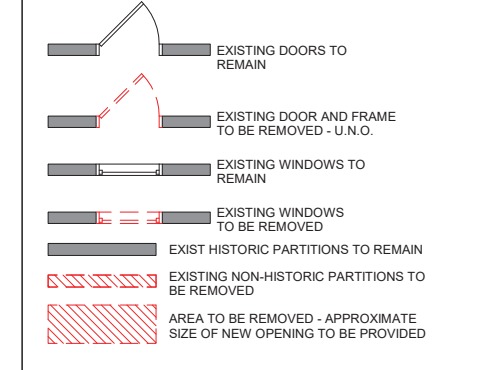 EXISTING DOORS TO
REMAIN
EXISTING DOOR AND FRAME
TO BE REMOVED - U.N.O.
EXISTING WINDOWS TO
REMAIN
EXISTING WINDOWS
TO BE REMOVED
EXIST HISTORIC PARTITIONS TO REMAIN
EXISTING NON-HISTORIC PARTITIONS TO
BE REMOVED
AREA TO BE REMOVED - APPROXIMATE
SIZE OF NEW OPENING TO BE PROVIDED